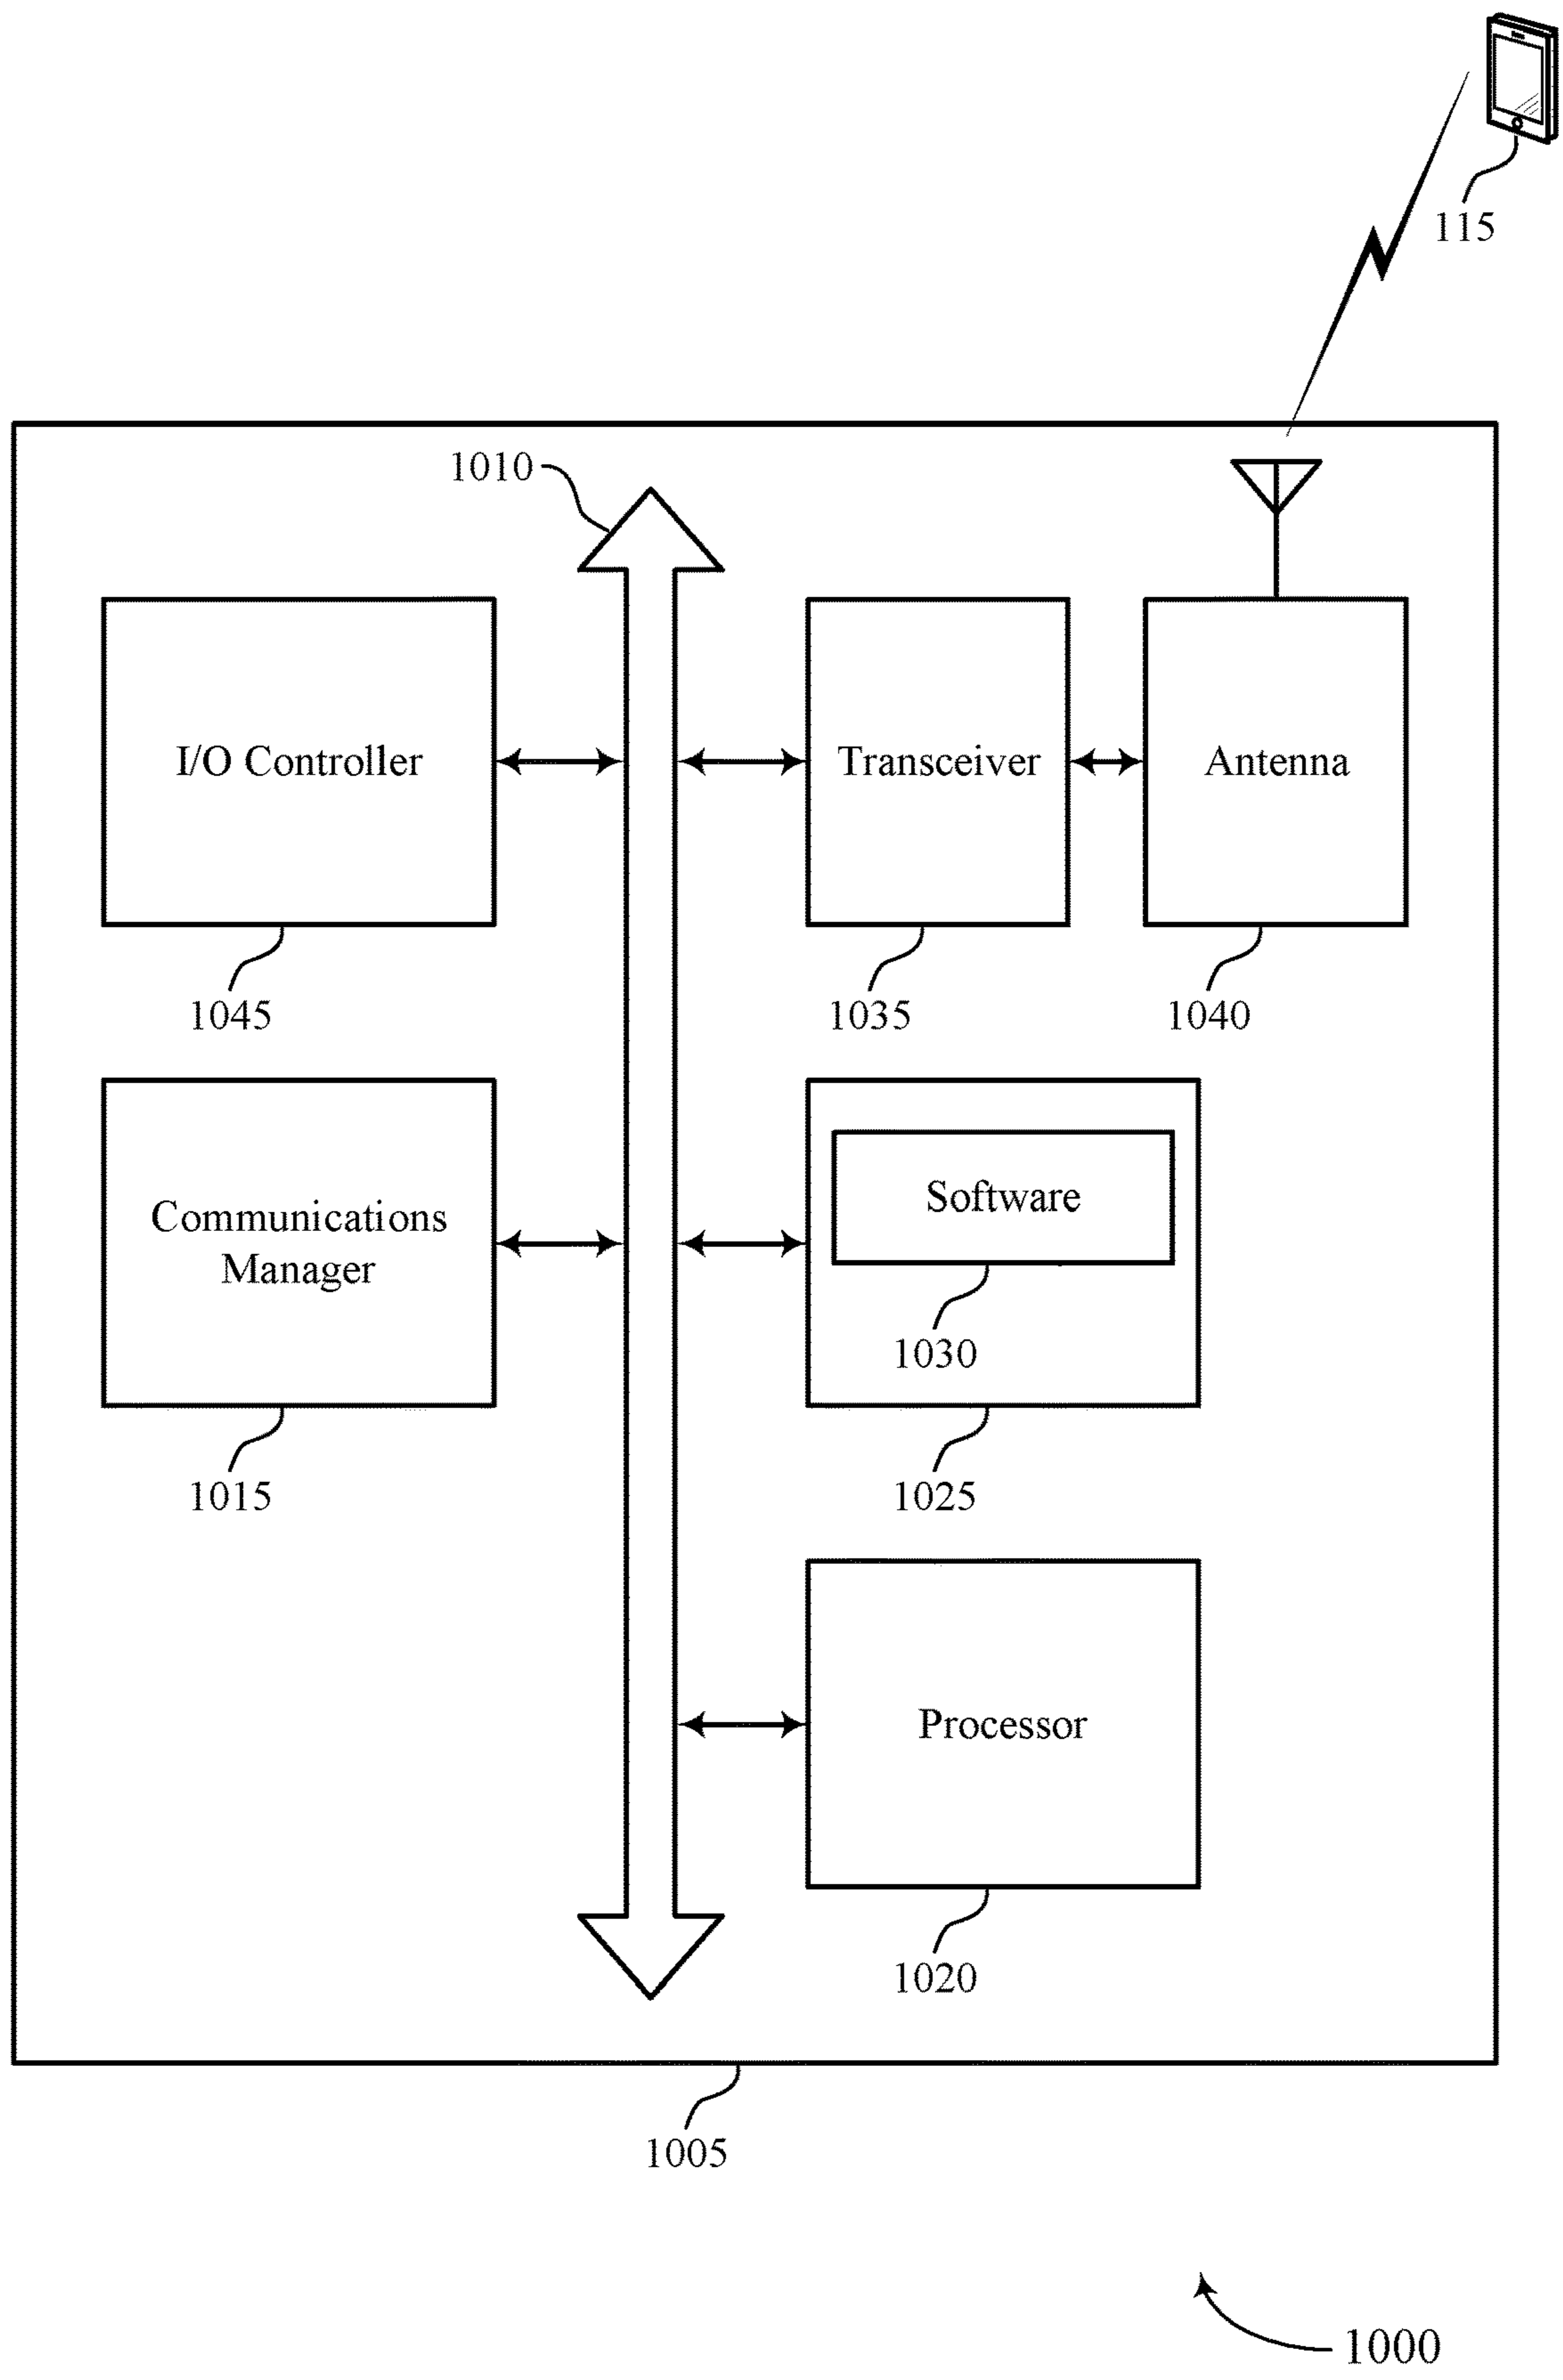 115
1010
I/O Controller
Transceiver
Antenna
1045
1035
1040
Communications
Manager
Software
1030
1015
1025
Processor
1020
1005
1000